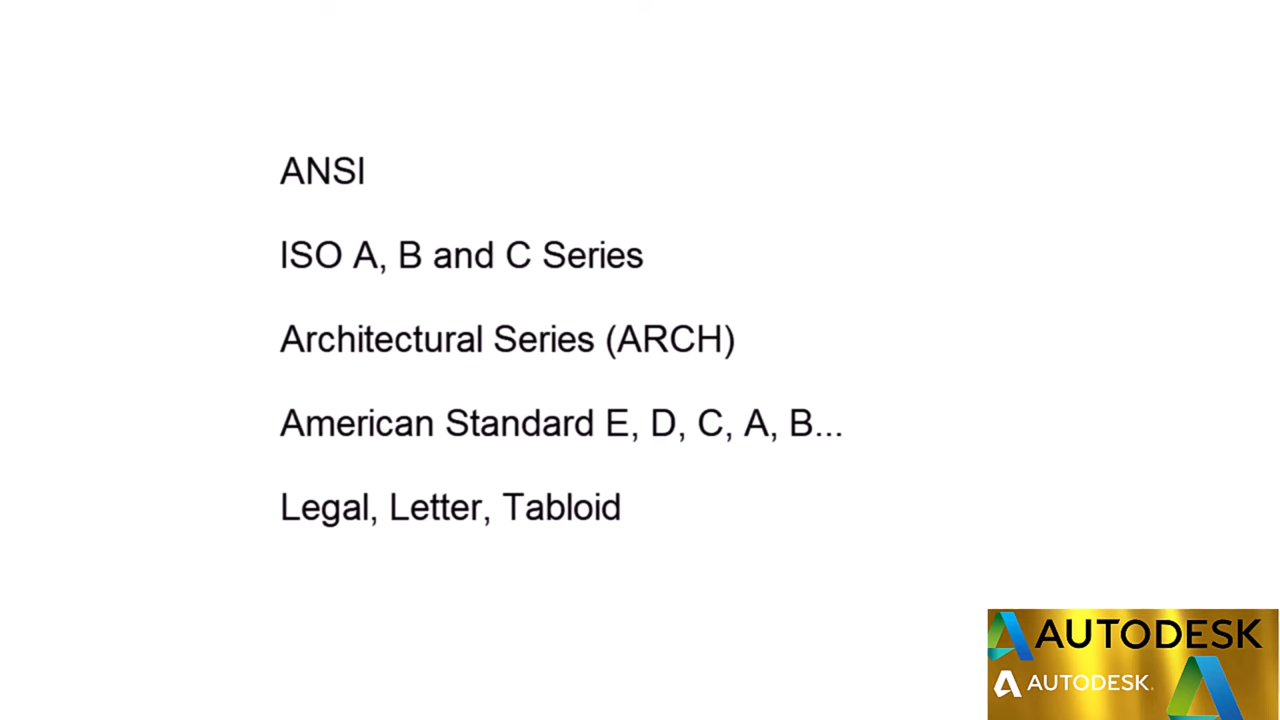 ANSI
ISO A, B and C Series
Architectural Series (ARCH)
American Standard E, D, C, A, B...
Legal, Letter, Tabloid
AUTODESK
AUTODESK.